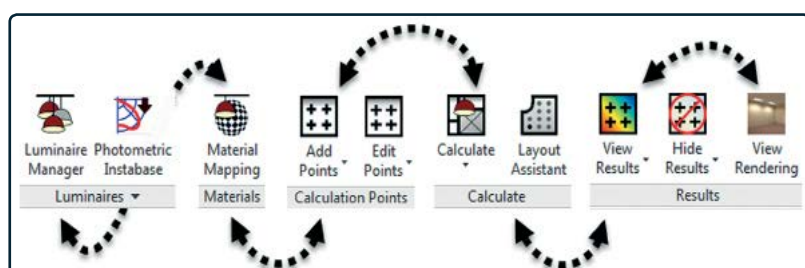 Luminaire Manager
Photometric Instabase
Luminaires
Material Mapping
Materials
Add Points
Edit Points
Calculation Points
Calculate
Layout Assistant
Calculate
View Results
Hide Results
View Rendering
Results